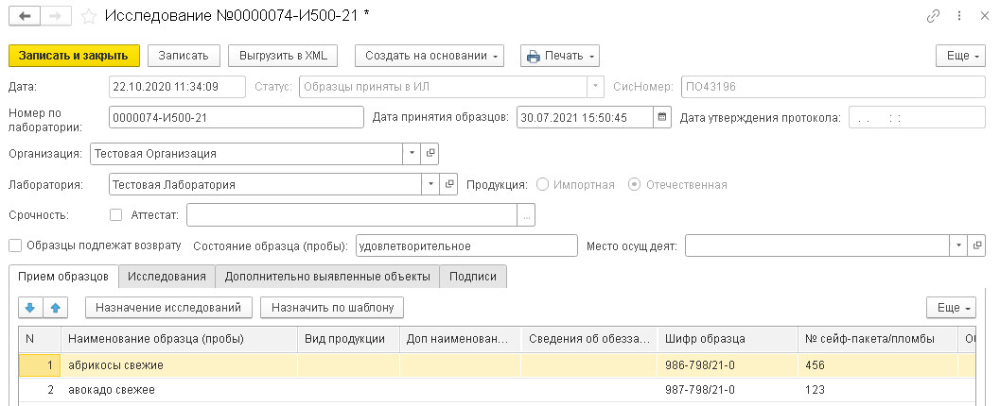 Исследование №0000074-И500-21 *
Записать и закрыть Записать Выгрузить в XML Создать на основании Печать Еще
Дата: 22.10.2020 11:34:09 Статус: Образцы приняты в ИЛ СисНомер: ПО43196
Номер по лаборатории: 0000074-И500-21 Дата принятия образцов: 30.07.2021 15:50:45 Дата утверждения протокола: . . : :
Организация: Тестовая Организация
Лаборатория: Тестовая Лаборатория Продукция: Импортная Отечественная
Срочность: Аттестат: ...
Образцы подлежат возврату Состояние образца (пробы): удовлетворительное Место осущ деят:
Прием образцов Исследования Дополнительно выявленные объекты Подписи
Назначение исследований Назначить по шаблону Еще
N Наименование образца (пробы) Вид продукции Доп наименован... Сведения об обезза... Шифр образца № сейф-пакета/пломбы
1 абрикосы свежие 986-798/21-0 456
2 авокадо свежее 987-798/21-0 123